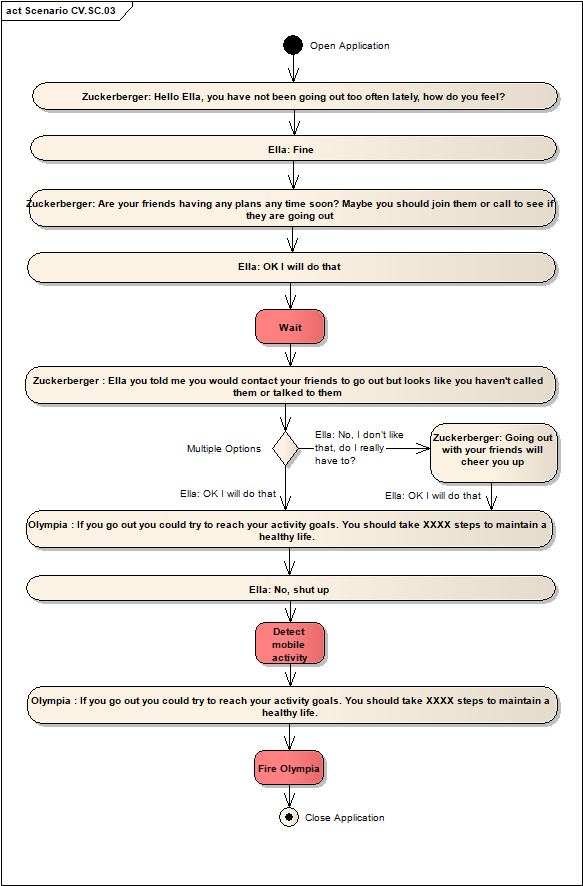 act Scenario CV.SC.03
Open Application
Zuckerberger: Hello Ella, you have not been going out too often lately, how do you feel?
Ella: Fine
Zuckerberger: Are your friends having any plans any time soon? Maybe you should join them or call to see if
they are going out
Ella: OK I will do that
Wait
Zuckerberger : Ella you told me you would contact your friends to go out but looks like you haven't called
them or talked to them
Multiple Options
Ella: No, I don't like
that, do I really
have to?
Zuckerberger: Going out
with your friends will
cheer you up
Ella: OK I will do that
Ella: OK I will do that
Olympia : If you go out you could try to reach your activity goals. You should take XXXX steps to maintain a
healthy life.
Ella: No, shut up
Detect
mobile
activity
Olympia : If you go out you could try to reach your activity goals. You should take XXXX steps to maintain a
healthy life.
Fire Olympia
Close Application